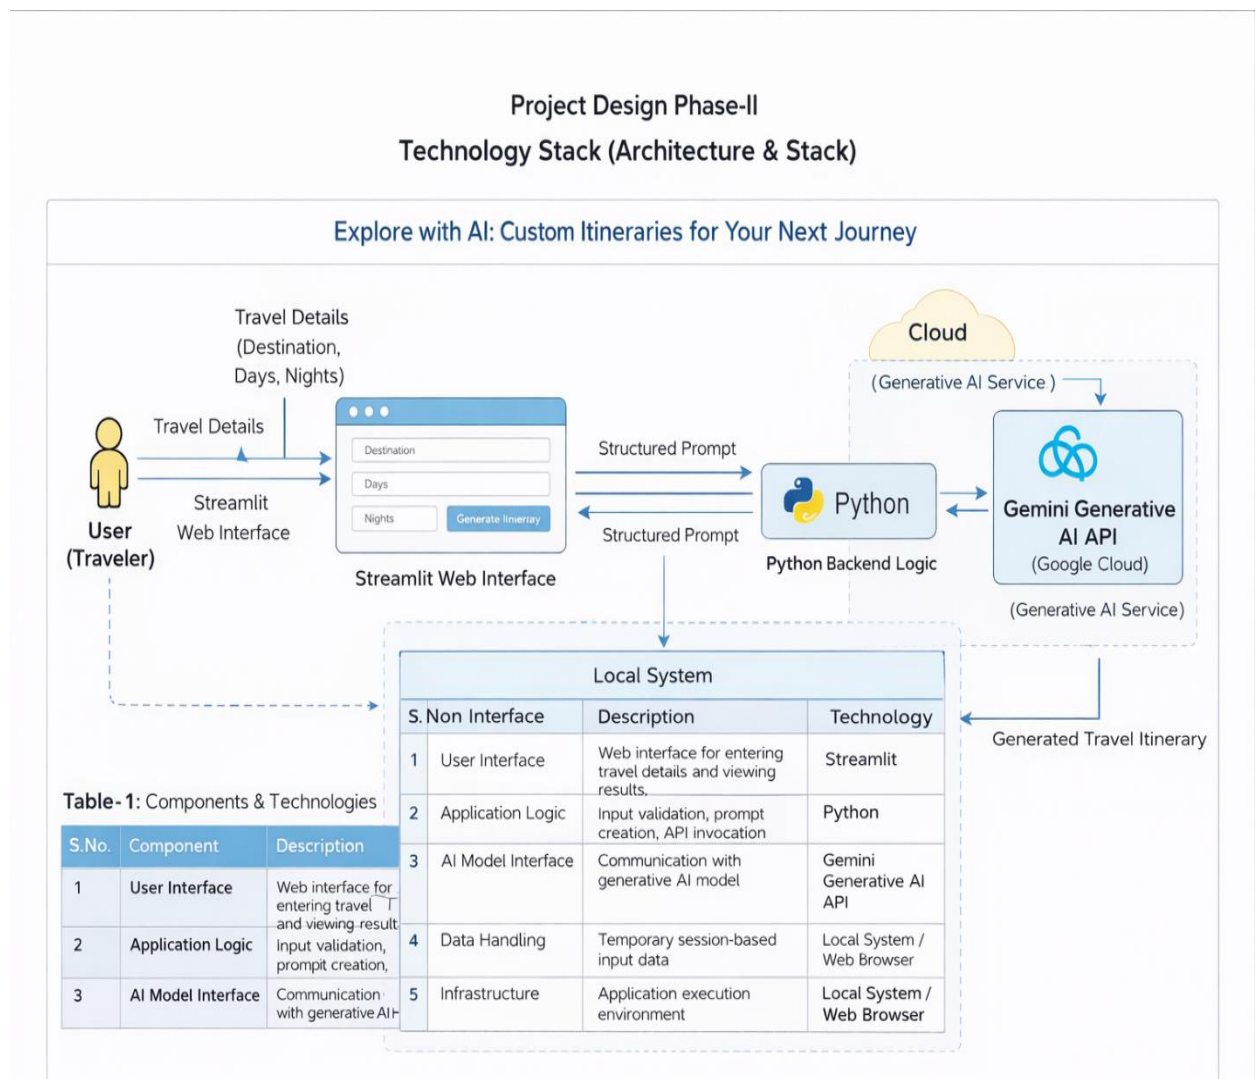 Project Design Phase-II
Technology Stack (Architecture & Stack)
Explore with AI: Custom Itineraries for Your Next Journey
Travel Details
(Destination,
Days, Nights)
Cloud
(Generative AI Service )
Travel Details
Streamlit
Web Interface
User
(Traveler)
Destination
Days
Nights
Generate Iinerray
Streamlit Web Interface
Structured Prompt
Structured Prompt
Python
Python Backend Logic
Gemini Generative
AI API
(Google Cloud)
(Generative AI Service)
Generated Travel Itinerary
Local System
S. Non Interface Description Technology
1 User Interface Web interface for entering Streamlit
travel details and viewing
results.
2 Application Logic Input validation, prompt Python
creation, API invocation
3 AI Model Interface Communication with Gemini
generative AI model Generative AI
API
4 Data Handling Temporary session-based Local System /
input data Web Browser
5 Infrastructure Application execution Local System /
environment Web Browser
Table-1: Components & Technologies
S.No. Component Description
1 User Interface Web interface for
entering travel
and viewing result
2 Application Logic Input validation,
prompit creation,
3 AI Model Interface Communication
with generative AI